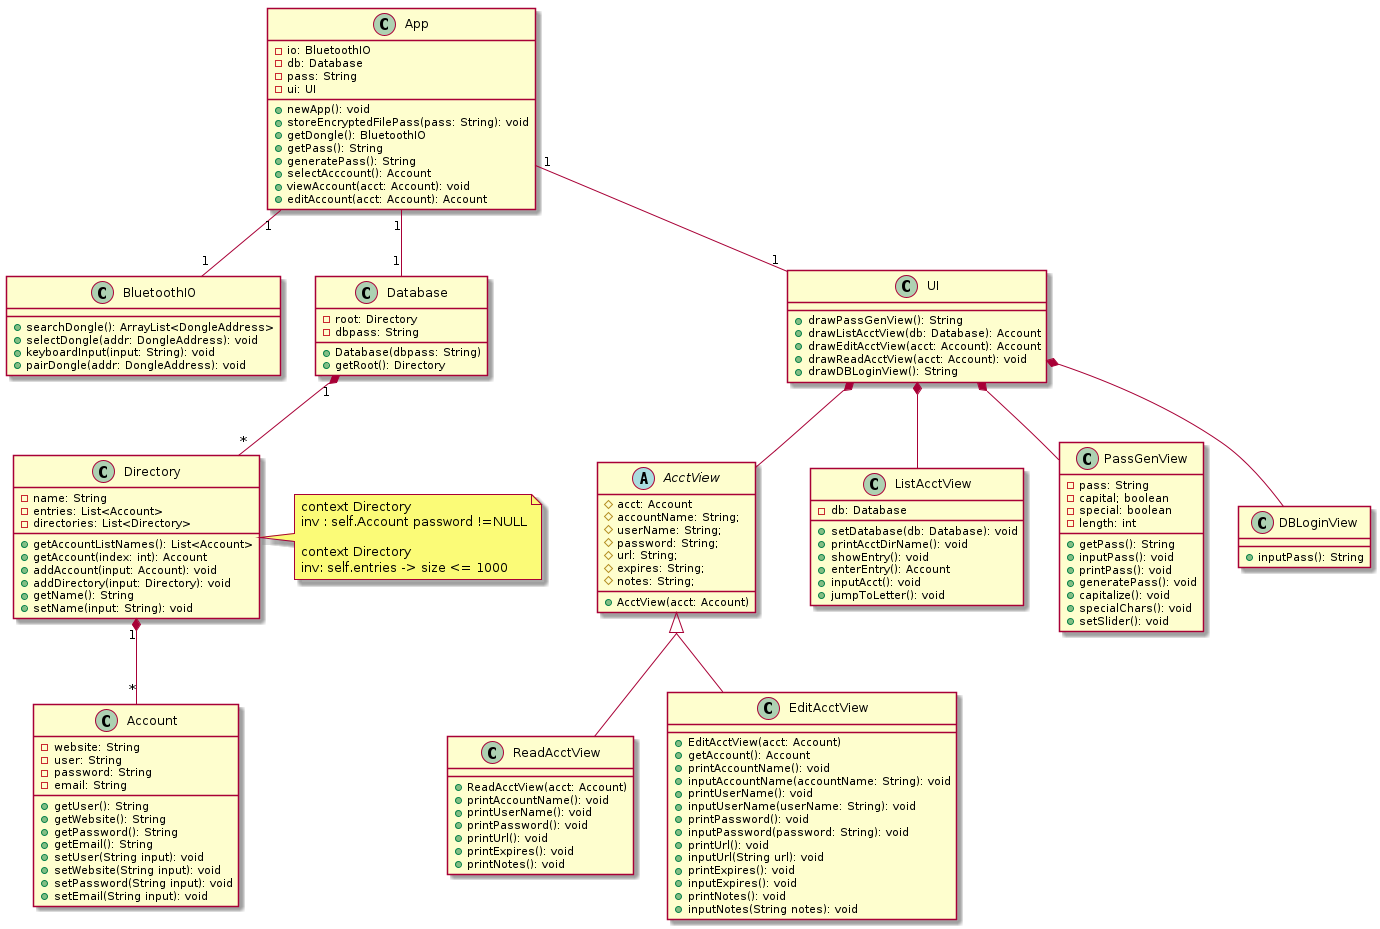 C App
io: BluetoothIO
db: Database
pass: String
ui: UI
newApp(): void
storeEncryptedFilePass(pass: String): void
getDongle(): BluetoothIO
getPass(): String
generatePass(): String
selectAcccount(): Account
viewAccount(acct: Account): void
editAccount(acct: Account): Account
1
1
1
1
1
1
C BluetoothIO
searchDongle(): ArrayList<DongleAddress>
selectDongle(addr: DongleAddress): void
keyboardInput(input: String): void
pairDongle(addr: DongleAddress): void
C Database
root: Directory
dbpass: String
Database(dbpass: String)
getRoot(): Directory
C UI
drawPassGenView(): String
drawListAcctView(db: Database): Account
drawEditAcctView(acct: Account): Account
drawReadAcctView(acct: Account): void
drawDBLoginView(): String
1
*
C Directory
name: String
entries: List<Account>
directories: List<Directory>
getAccountListNames(): List<Account>
getAccount(index: int): Account
addAccount(input: Account): void
addDirectory(input: Directory): void
getName(): String
setName(input: String): void
context Directory
inv : self.Account password !=NULL
context Directory
inv: self.entries -> size <= 1000
A AcctView
acct: Account
accountName: String;
userName: String;
password: String;
url: String;
expires: String;
notes: String;
AcctView(acct: Account)
C ListAcctView
db: Database
setDatabase(db: Database): void
printAcctDirName(): void
showEntry(): void
enterEntry(): Account
inputAcct(): void
jumpToLetter(): void
C PassGenView
pass: String
capital; boolean
special: boolean
length: int
getPass(): String
inputPass(): void
printPass(): void
generatePass(): void
capitalize(): void
specialChars(): void
setSlider(): void
C DBLoginView
inputPass(): String
1
*
C Account
website: String
user: String
password: String
email: String
getUser(): String
getWebsite(): String
getPassword(): String
getEmail(): String
setUser(String input): void
setWebsite(String input): void
setPassword(String input): void
setEmail(String input): void
C ReadAcctView
ReadAcctView(acct: Account)
printAccountName(): void
printUserName(): void
printPassword(): void
printUrl(): void
printExpires(): void
printNotes(): void
C EditAcctView
EditAcctView(acct: Account)
getAccount(): Account
printAccountName(): void
inputAccountName(accountName: String): void
printUserName(): void
inputUserName(userName: String): void
printPassword(): void
inputPassword(password: String): void
printUrl(): void
inputUrl(String url): void
printExpires(): void
inputExpires(): void
printNotes(): void
inputNotes(String notes): void